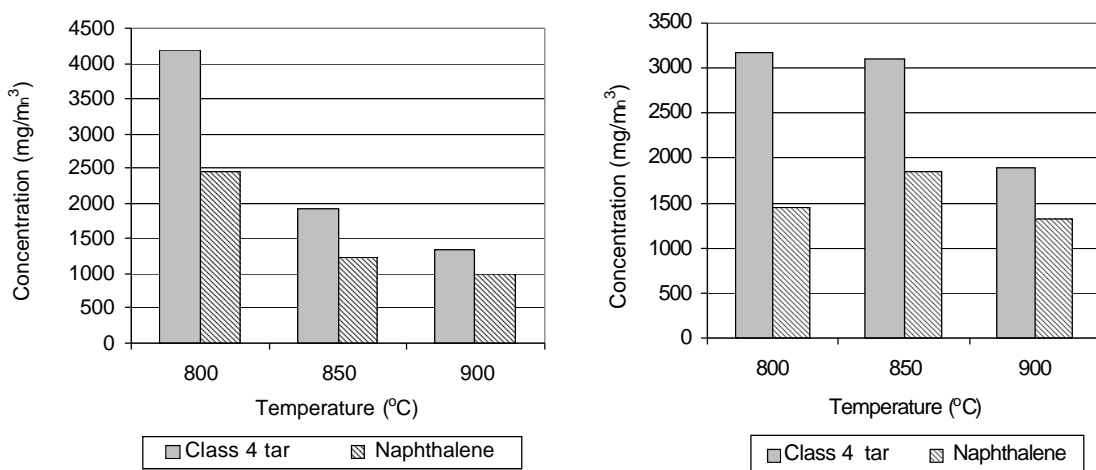 4500
4000
3500
3000
2500
2000
1500
1000
500
0
Concentration (mg/mn3)
800 850 900
Temperature (oC)
Class 4 tar Naphthalene
3500
3000
2500
2000
1500
1000
500
0
Concentration (mg/mn3)
800 850 900
Temperature (oC)
Class 4 tar Naphthalene